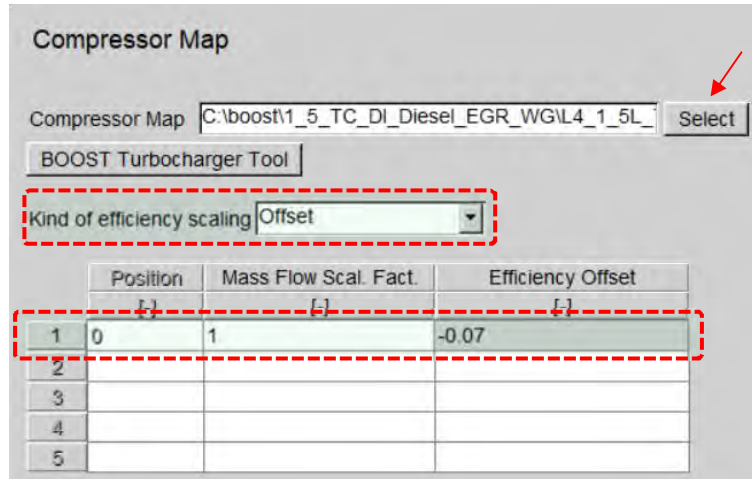 Compressor Map
Compressor Map C:\boost\1_5_TC_DI_Diesel_EGR_WG\L4_1_5L_ Select
BOOST Turbocharger Tool
Kind of efficiency scaling Offset
Position Mass Flow Scal. Fact. Efficiency Offset
[-] [-] [-]
1 0 1 -0.07
2
3
4
5